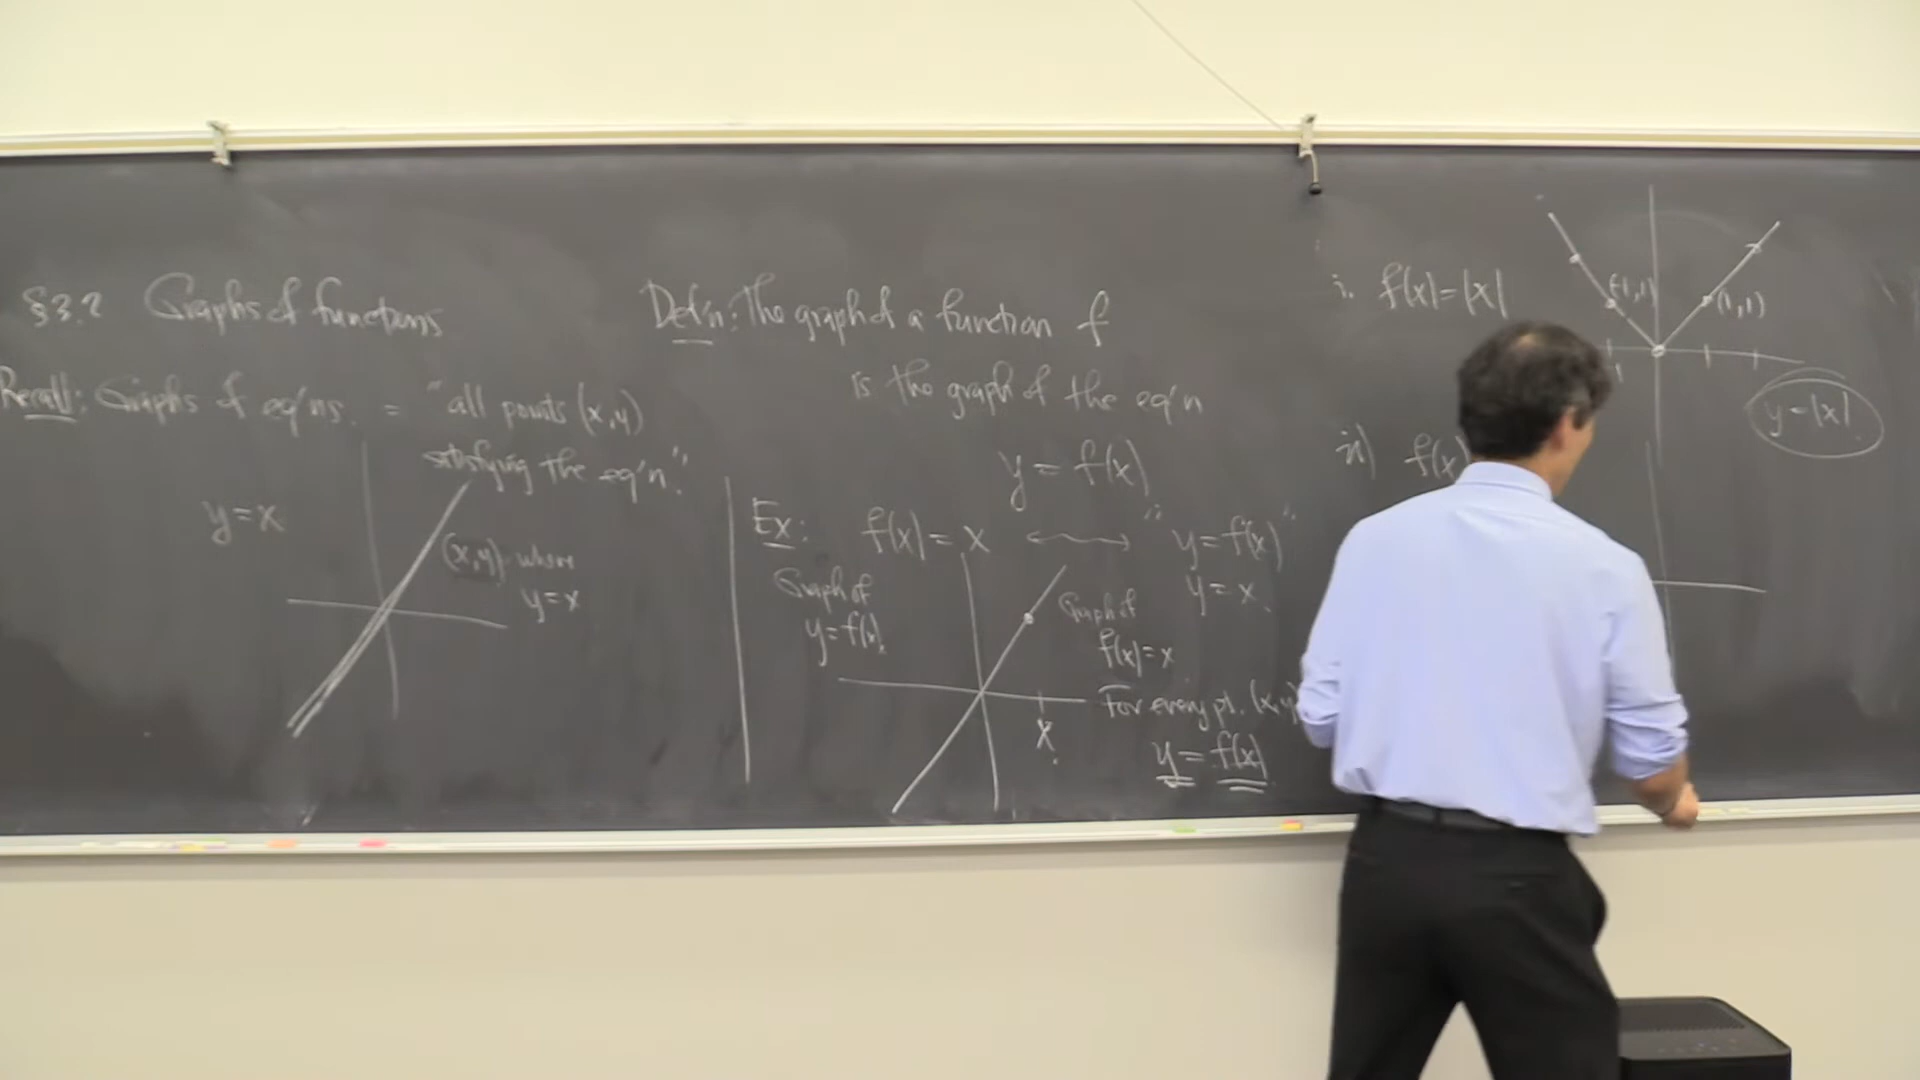 §3.2 Graphs of functions
Recall: Graphs of eq'ns. = "all points (x,y)
satisfying the eq'n."
y=x
(x,y) where
y=x
Def'n: The graph of a function f
is the graph of the eq'n
y = f(x)
Ex: f(x) = x ⟷ "y=f(x)"
y=x.
Graph of
y=f(x).
Graph of
f(x)=x
For every pt. (x,y)
y = f(x)
x
i. f(x)=|x|
(-1,1)
(1,1)
y=|x|
ii) f(x)